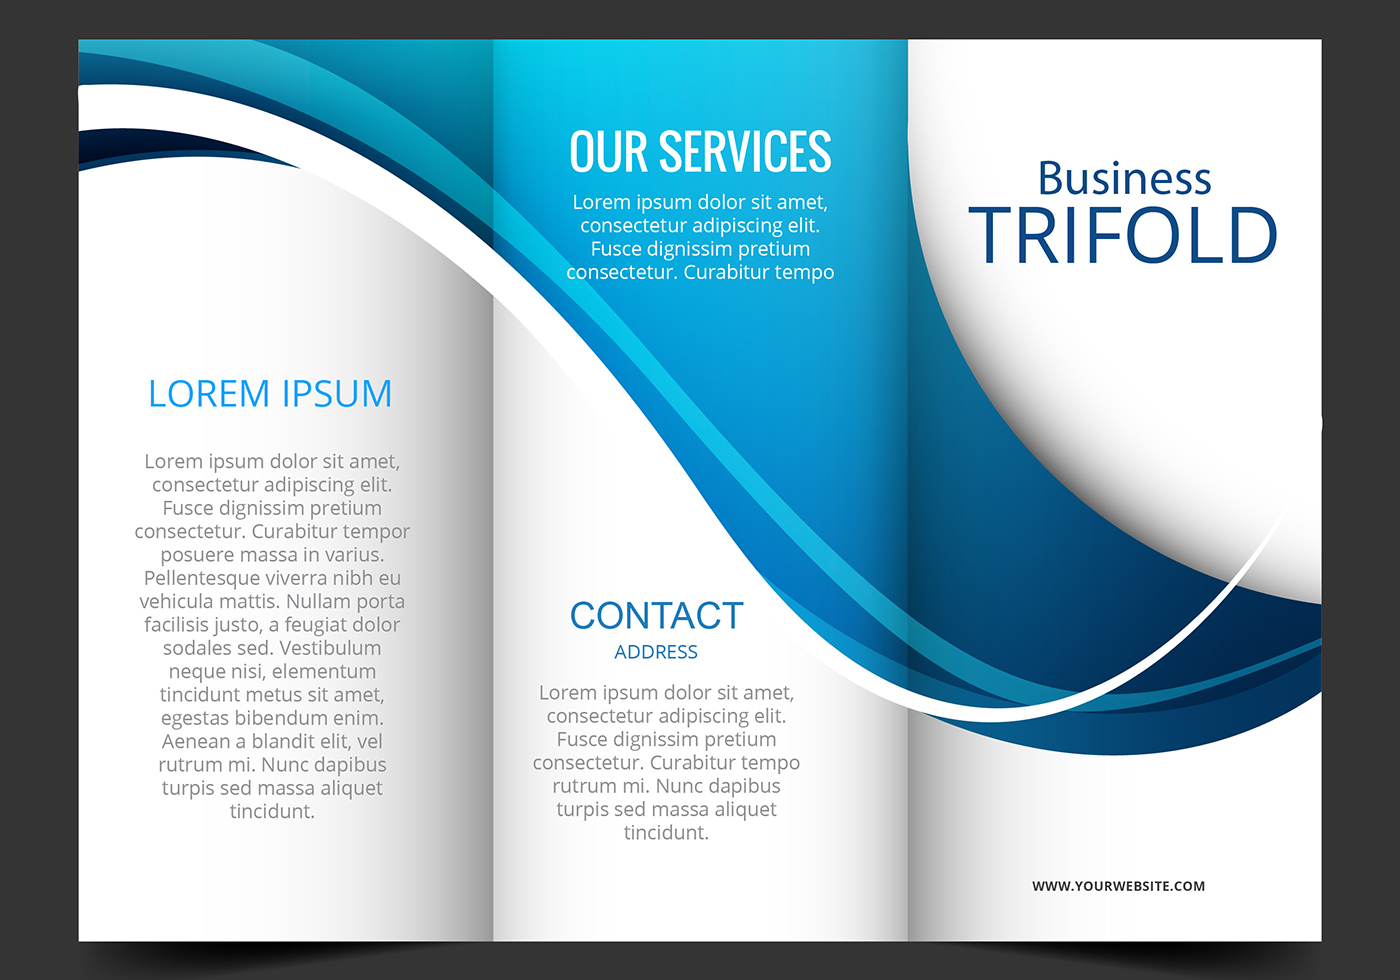 LOREM IPSUM
Lorem ipsum dolor sit amet,
consectetur adipiscing elit.
Fusce dignissim pretium
consectetur. Curabitur tempor
posuere massa in varius.
Pellentesque viverra nibh eu
vehicula mattis. Nullam porta
facilisis justo, a feugiat dolor
sodales sed. Vestibulum
neque nisi, elementum
tincidunt metus sit amet,
egestas bibendum enim.
Aenean a blandit elit, vel
rutrum mi. Nunc dapibus
turpis sed massa aliquet
tincidunt.
OUR SERVICES
Lorem ipsum dolor sit amet,
consectetur adipiscing elit.
Fusce dignissim pretium
consectetur. Curabitur tempo
CONTACT
ADDRESS
Lorem ipsum dolor sit amet,
consectetur adipiscing elit.
Fusce dignissim pretium
consectetur. Curabitur tempo
rutrum mi. Nunc dapibus
turpis sed massa aliquet
tincidunt.
Business
TRIFOLD
WWW.YOURWEBSITE.COM